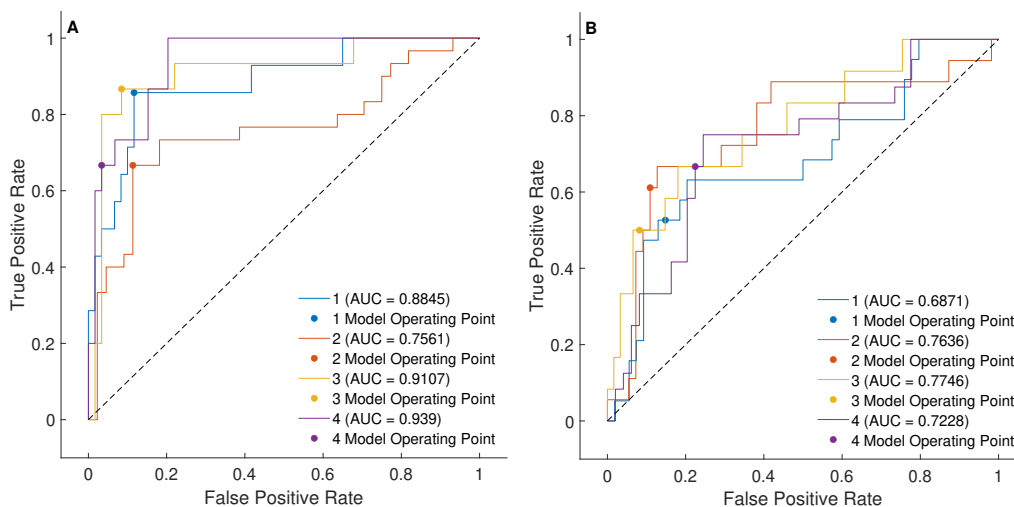 A
True Positive Rate
1
0.8
0.6
0.4
0.2
0
1 (AUC = 0.8845)
1 Model Operating Point
2 (AUC = 0.7561)
2 Model Operating Point
3 (AUC = 0.9107)
3 Model Operating Point
4 (AUC = 0.939)
4 Model Operating Point
0 0.2 0.4 0.6 0.8 1
False Positive Rate
B
True Positive Rate
1
0.8
0.6
0.4
0.2
0
1 (AUC = 0.6871)
1 Model Operating Point
2 (AUC = 0.7636)
2 Model Operating Point
3 (AUC = 0.7746)
3 Model Operating Point
4 (AUC = 0.7228)
4 Model Operating Point
0 0.2 0.4 0.6 0.8 1
False Positive Rate